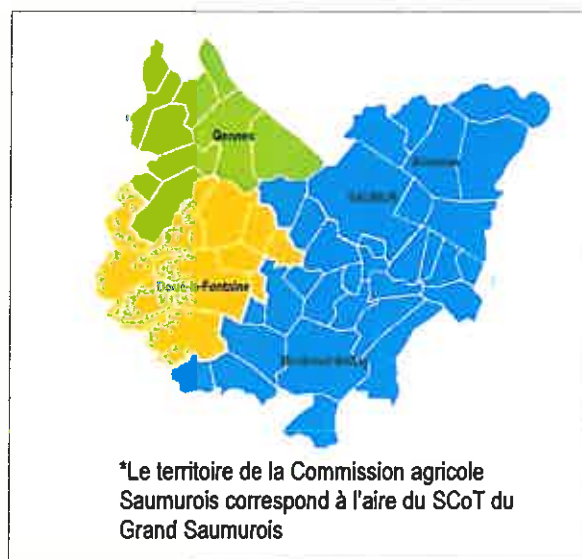 Gennes
SAUMUR
Doué-la-Fontaine
*Le territoire de la Commission agricole
Saumurois correspond à l'aire du SCoT du
Grand Saumurois